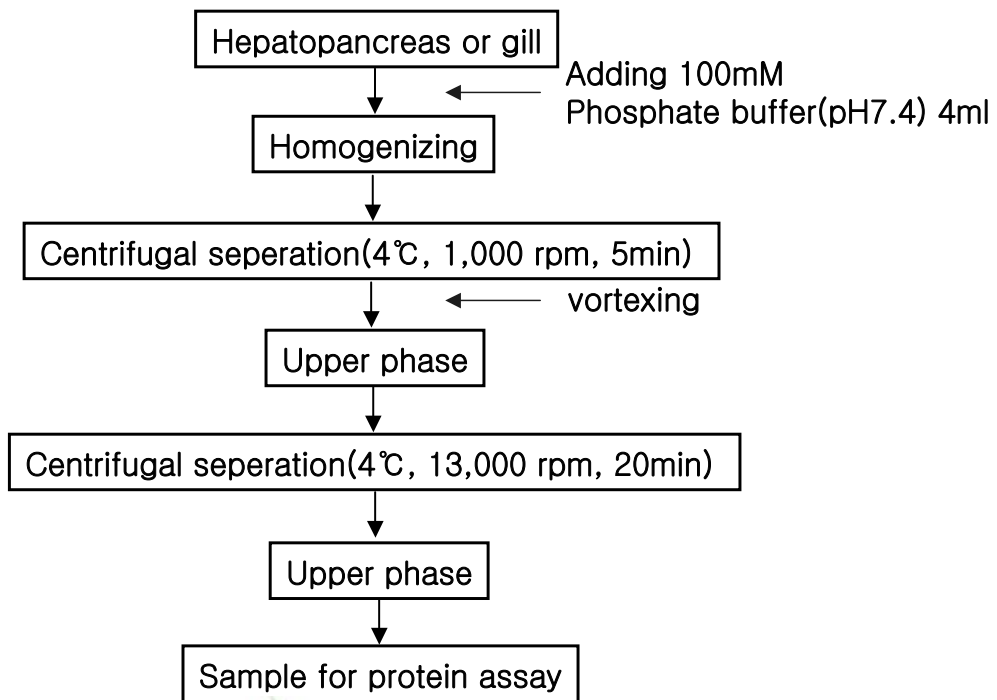 Hepatopancreas or gill
Adding 100mM
Phosphate buffer(pH7.4) 4ml
Homogenizing
Centrifugal seperation(4℃, 1,000 rpm, 5min)
vortexing
Upper phase
Centrifugal seperation(4℃, 13,000 rpm, 20min)
Upper phase
Sample for protein assay